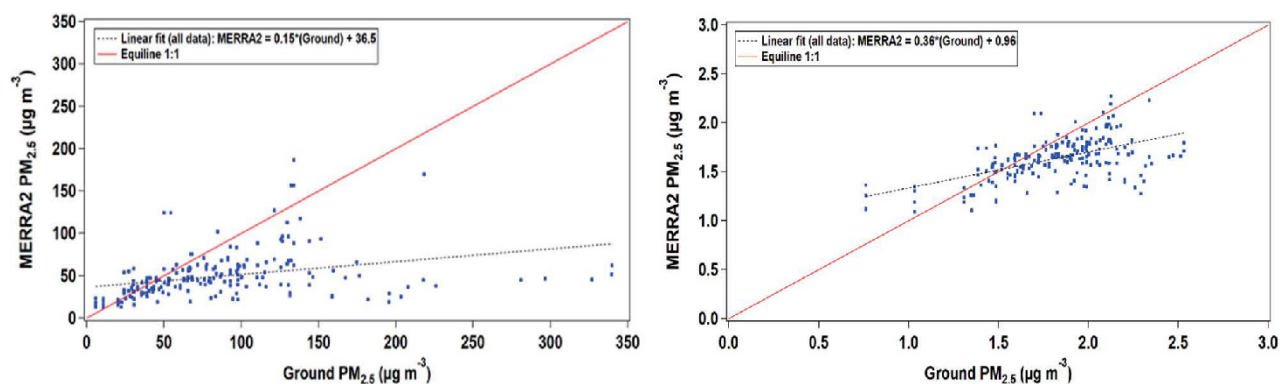 350
300
250
200
150
100
50
0
MERRA2 PM2.5 (µg m-3)
Linear fit (all data): MERRA2 = 0.15*(Ground) + 36.5
Equiline 1:1
0 50 100 150 200 250 300 350
Ground PM2.5 (µg m-3)
3.0
2.5
2.0
1.5
1.0
0.5
0.0
MERRA2 PM2.5 (µg m-3)
Linear fit (all data): MERRA2 = 0.36*(Ground) + 0.96
Equiline 1:1
0.0 0.5 1.0 1.5 2.0 2.5 3.0
Ground PM2.5 (µg m-3)